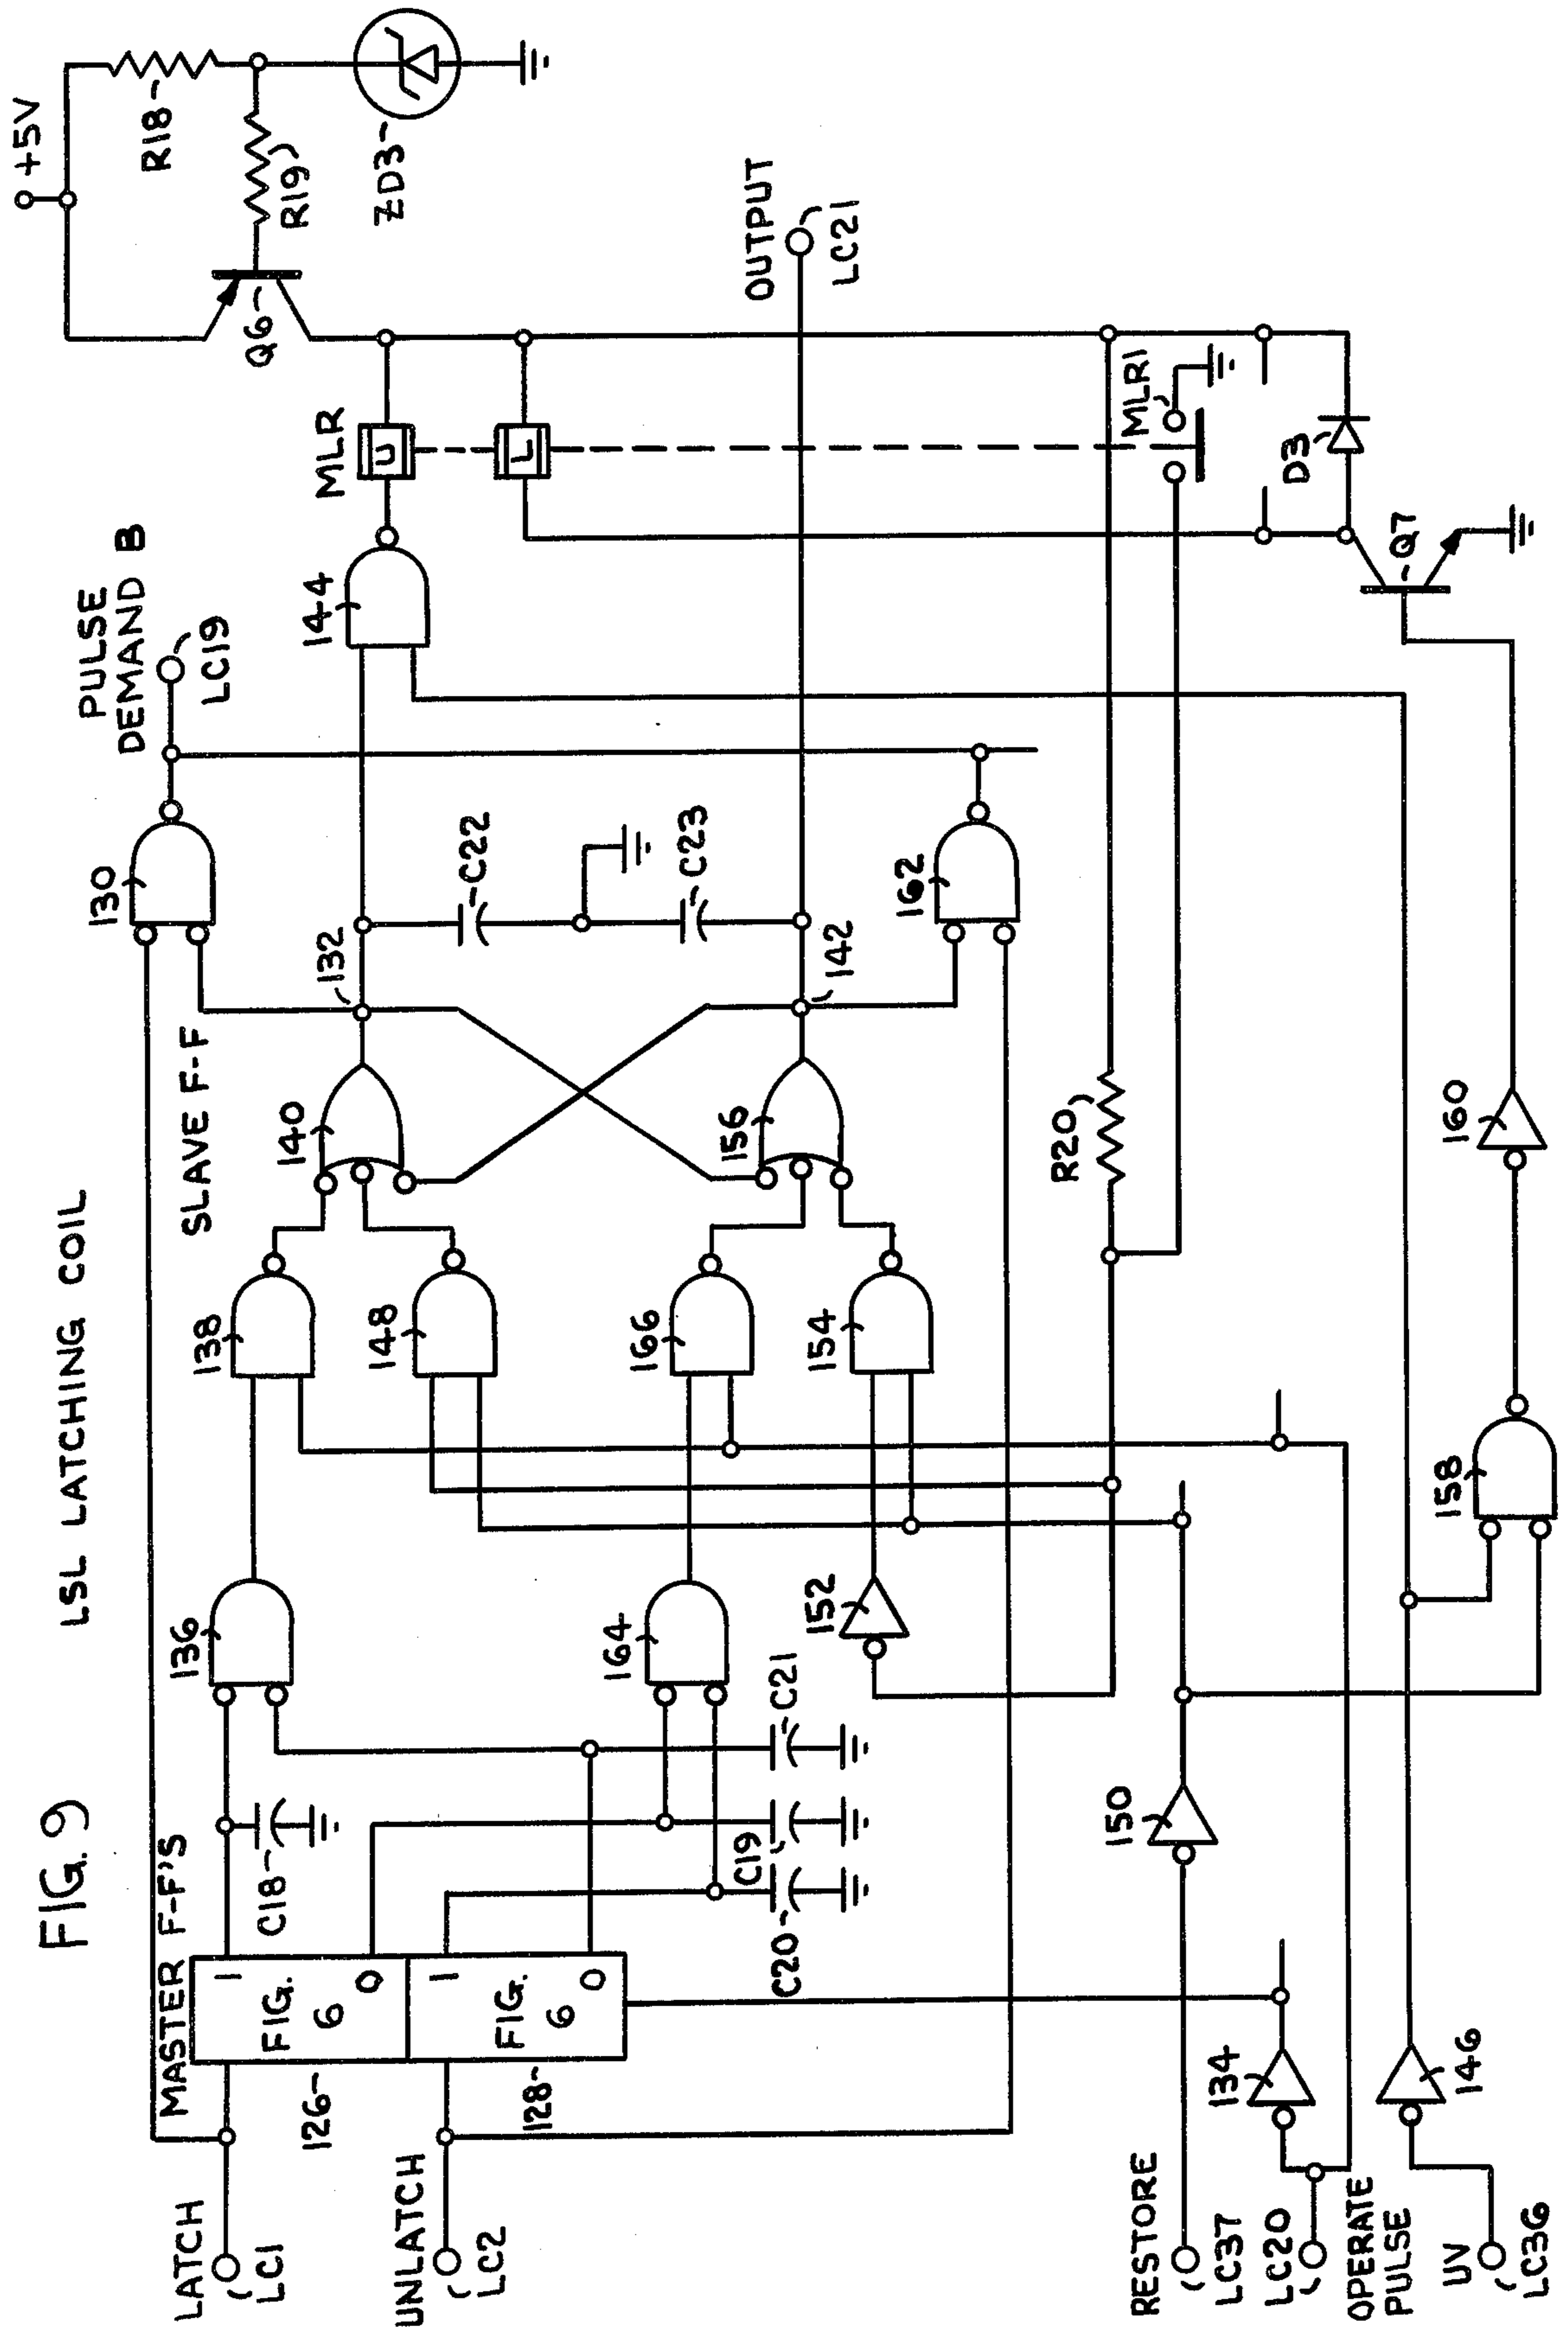 FIG. 9
LSL LATCHING COIL
+5V
R18
R19
ZD3
Q6
PULSE
DEMAND B
LC19
MLR
U
L
OUTPUT
LC21
MASTER F-F'S
SLAVE F-F
LATCH
LC1
126
1
FIG.
6
0
1
FIG.
6
0
128
UNLATCH
LC2
C18
C19
C20
C21
136
138
140
130
132
144
C22
C23
148
164
166
156
142
162
152
154
R20
MLR1
D3
Q7
RESTORE
LC37
150
LC20
OPERATE
PULSE
134
UV
LC36
146
158
160